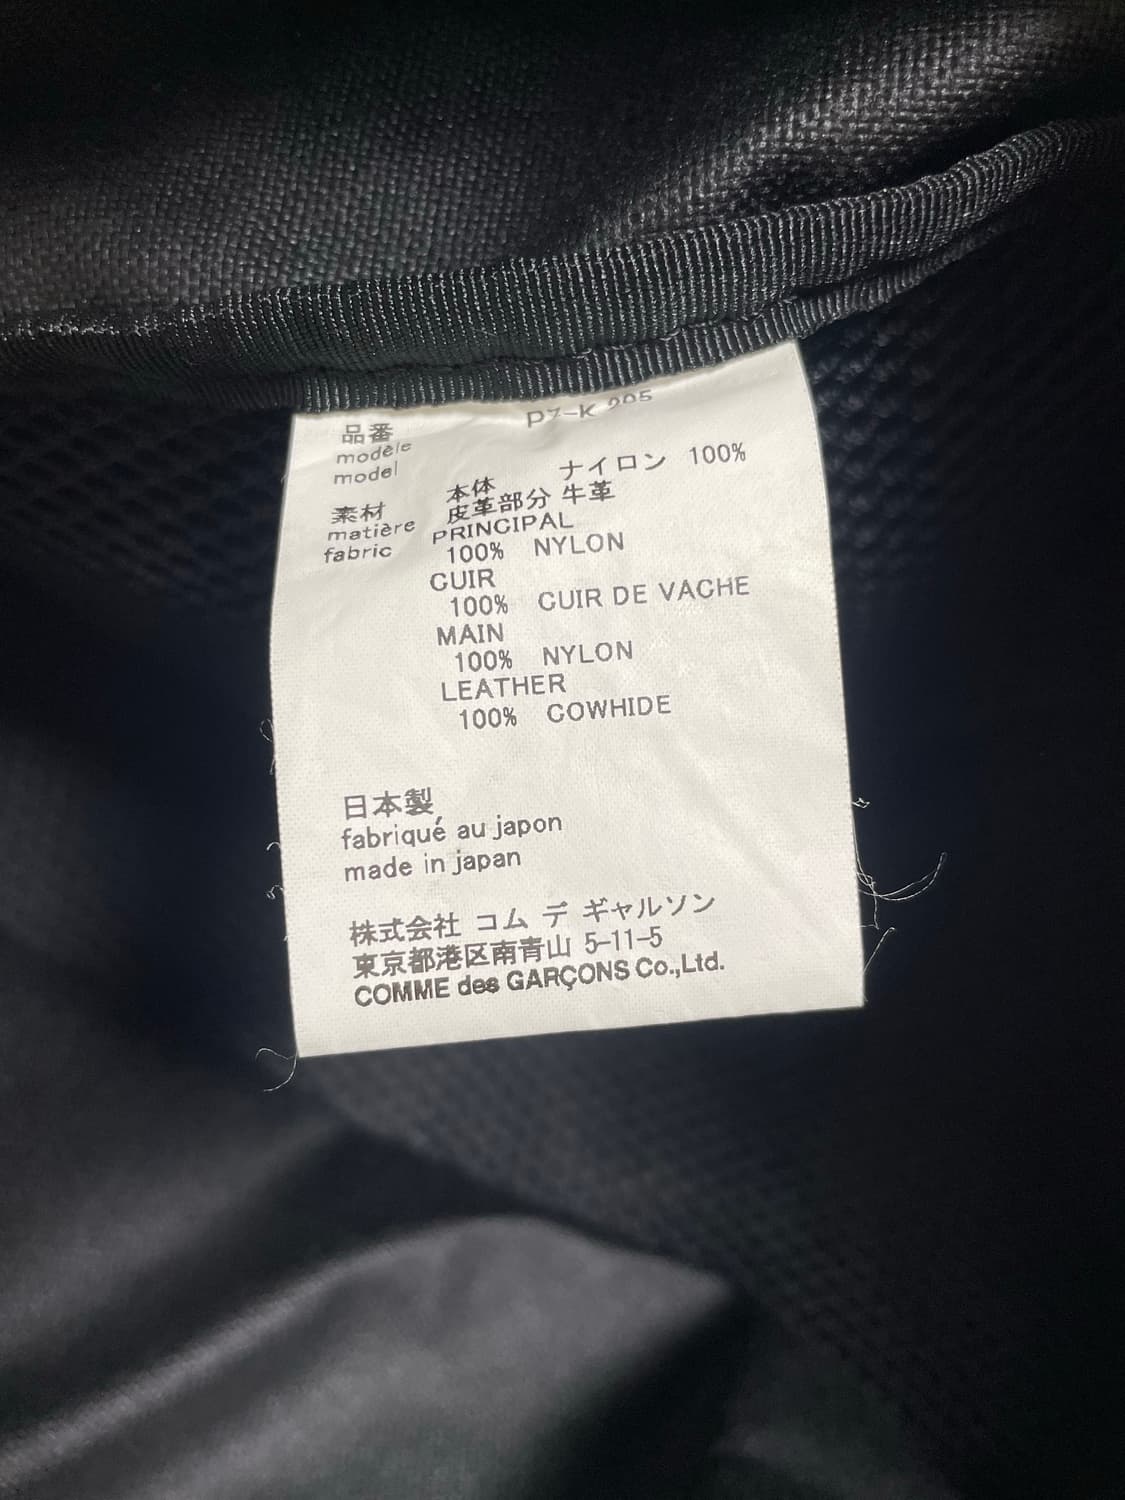 品番 PZ-K 905
modèle
model
素材 本体 ナイロン 100%
matière 皮革部分 牛革
fabric PRINCIPAL
100% NYLON
CUIR
100% CUIR DE VACHE
MAIN
100% NYLON
LEATHER
100% COWHIDE
日本製
fabriqué au japon
made in japan
株式会社 コム デ ギャルソン
東京都港区南青山 5-11-5
COMME des GARÇONS Co.,Ltd.